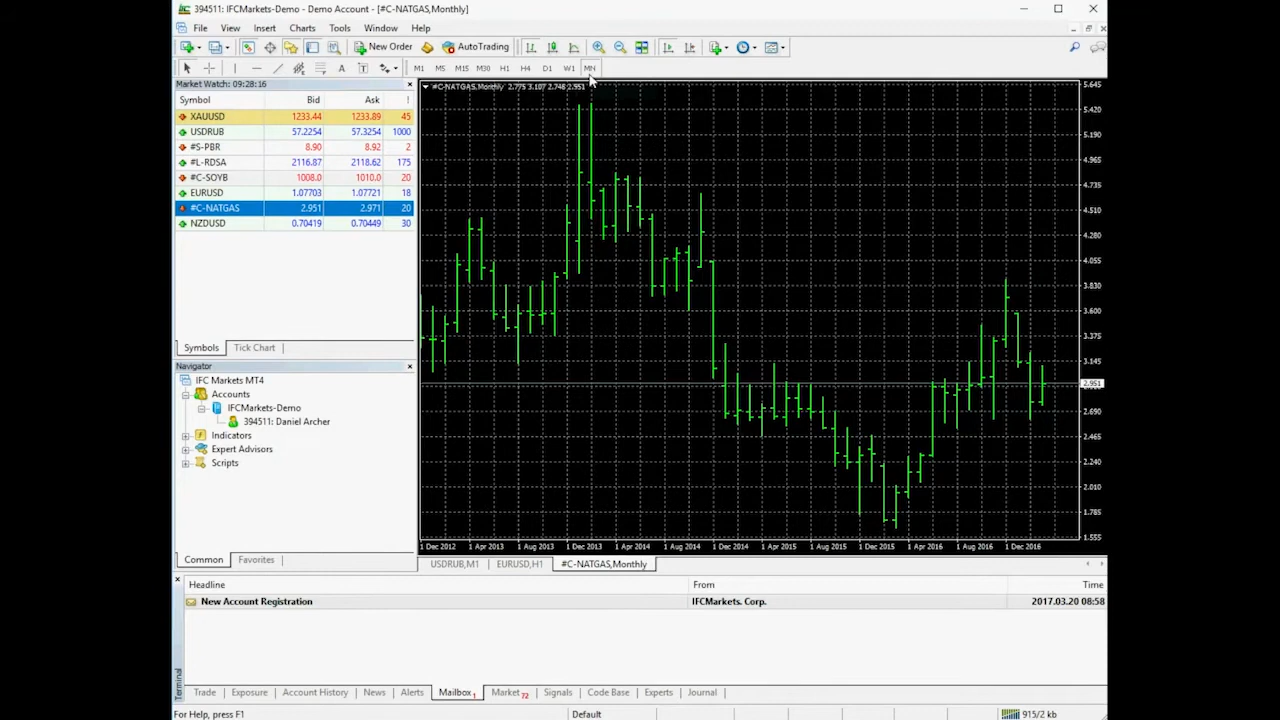 394511: IFCMarkets-Demo - Demo Account - [#C-NATGAS,Monthly]
File View Insert Charts Tools Window Help
New Order AutoTrading
A T M1 M5 M15 M30 H1 H4 D1 W1 MN
Market Watch: 09:28:16
Symbol Bid Ask !
XAUUSD 1233.44 1233.89 45
USDRUB 57.2254 57.3254 1000
#S-PBR 8.90 8.92 2
#L-RDSA 2116.87 2118.62 175
#C-SOYB 1008.0 1010.0 20
EURUSD 1.07703 1.07721 18
#C-NATGAS 2.951 2.971 20
NZDUSD 0.70419 0.70449 30
Symbols Tick Chart
Navigator
IFC Markets MT4
Accounts
IFCMarkets-Demo
394511: Daniel Archer
Indicators
Expert Advisors
Scripts
Common Favorites
#C-NATGAS,Monthly 2.775 3.107 2.748 2.951
5.645
5.420
5.190
4.965
4.735
4.510
4.280
4.055
3.830
3.600
3.375
3.145
2.951
2.690
2.465
2.240
2.010
1.785
1.555
1 Dec 2012 1 Apr 2013 1 Aug 2013 1 Dec 2013 1 Apr 2014 1 Aug 2014 1 Dec 2014 1 Apr 2015 1 Aug 2015 1 Dec 2015 1 Apr 2016 1 Aug 2016 1 Dec 2016
USDRUB,M1 EURUSD,H1 #C-NATGAS,Monthly
Headline From Time
New Account Registration IFCMarkets. Corp. 2017.03.20 08:58
Terminal
Trade Exposure Account History News Alerts Mailbox 1 Market 72 Signals Code Base Experts Journal
For Help, press F1 Default 915/2 kb